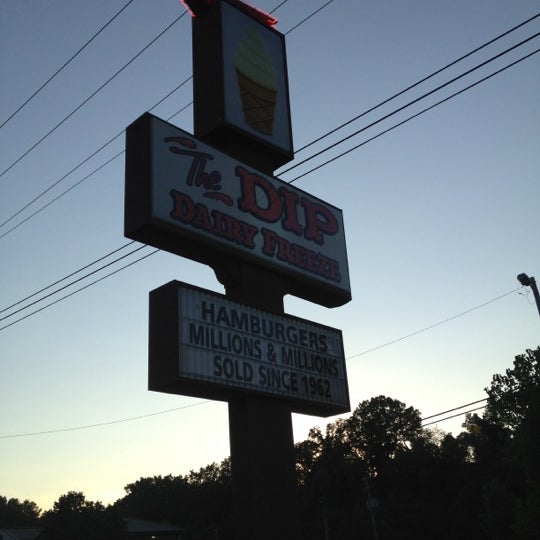 The DIP
DAIRY FREEZE
HAMBURGERS
MILLIONS & MILLIONS
SOLD SINCE 1962